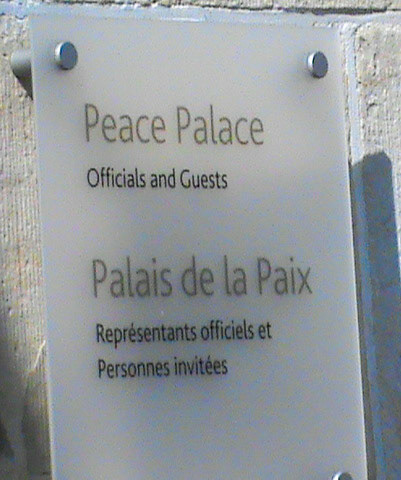 Peace Palace
Officials and Guests
Palais de la Paix
Représentants officiels et
Personnes invitées